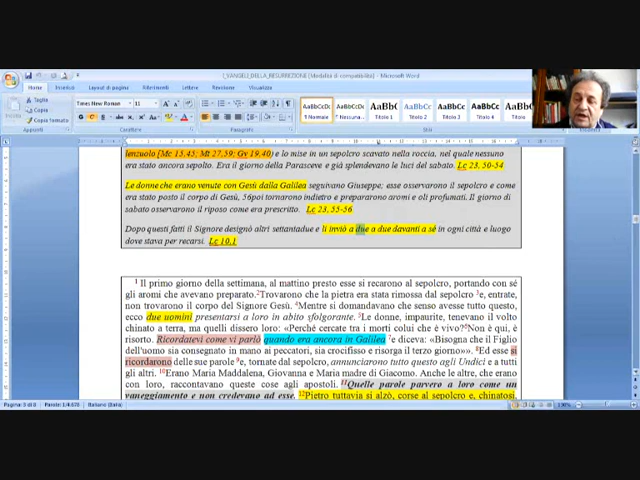 I_VANGELI_DELLA_RESURREZIONE [Modalità di compatibilità] - Microsoft Word
Home Inserisci Layout di pagina Riferimenti Lettere Revisione Visualizza
Taglia
Copia
Copia formato
Times New Roman 11
AaBbCcDc AaBbCcDc AaBbC AaBbCc AaBbC AaBbCc AaBbC
Normale Titolo 1 Titolo 2 Titolo 3 Titolo 4 Titolo 5
Appunti Carattere Paragrafo Stili
lenzuolo [Mc 15,45; Mt 27,59; Gv 19,40) e lo mise in un sepolcro scavato nella roccia, nel quale nessuno
era stato ancora sepolto. Era il giorno della Parasceve e già splendevano le luci del sabato. Lc 23, 50-54
Le donne che erano venute con Gesù dalla Galilea seguivano Giuseppe; esse osservarono il sepolcro e come
era stato posto il corpo di Gesù, 56poi tornarono indietro e prepararono aromi e oli profumati. Il giorno di
sabato osservarono il riposo come era prescritto. Lc 23, 55-56
Dopo questi fatti il Signore designò altri settantadue e li inviò a due a due davanti a sé in ogni città e luogo
dove stava per recarsi. Lc 10,1
1 Il primo giorno della settimana, al mattino presto esse si recarono al sepolcro, portando con sé
gli aromi che avevano preparato. 2Trovarono che la pietra era stata rimossa dal sepolcro 3e, entrate,
non trovarono il corpo del Signore Gesù. 4Mentre si domandavano che senso avesse tutto questo,
ecco due uomini presentarsi a loro in abito sfolgorante. 5Le donne, impaurite, tenevano il volto
chinato a terra, ma quelli dissero loro: «Perché cercate tra i morti colui che è vivo? 6Non è qui, è
risorto. Ricordatevi come vi parlò quando era ancora in Galilea 7e diceva: «Bisogna che il Figlio
dell'uomo sia consegnato in mano ai peccatori, sia crocifisso e risorga il terzo giorno»». 8Ed esse si
ricordarono delle sue parole 9e, tornate dal sepolcro, annunciarono tutto questo agli Undici e a tutti
gli altri. 10Erano Maria Maddalena, Giovanna e Maria madre di Giacomo. Anche le altre, che erano
con loro, raccontavano queste cose agli apostoli. 11Quelle parole parvero a loro come un
vaneggiamento e non credevano ad esse. 12Pietro tuttavia si alzò, corse al sepolcro e, chinatosi,
Italiano (Italia) 100%